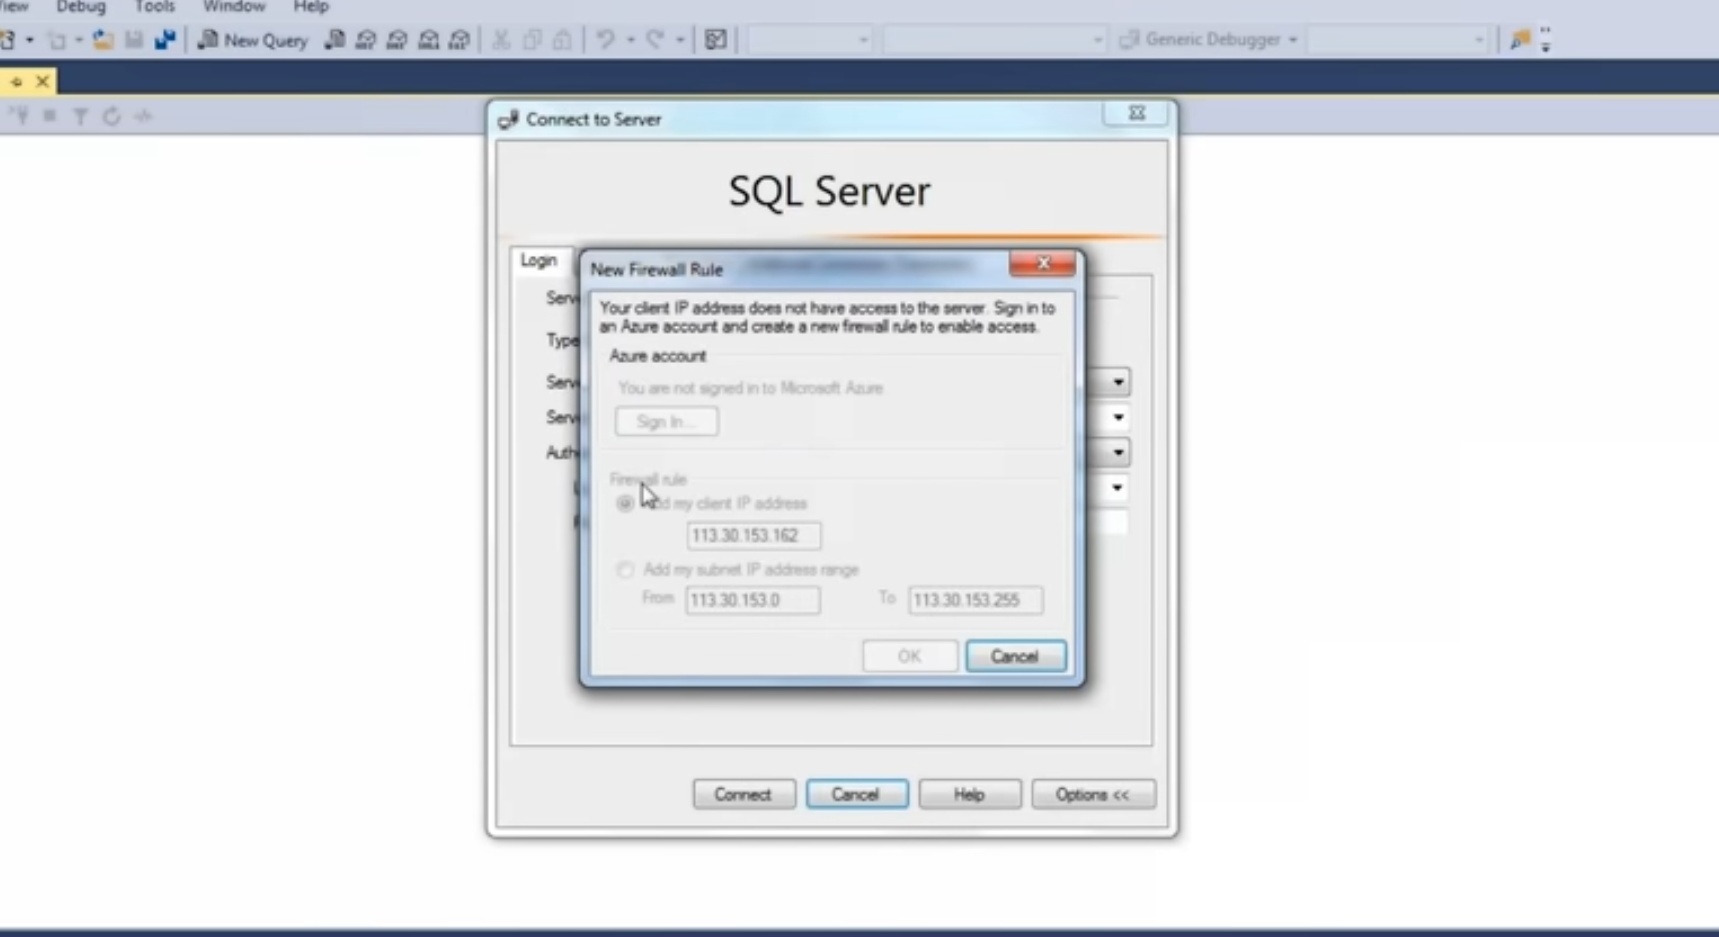 View Debug Tools Window Help
New Query Generic Debugger
Connect to Server
SQL Server
Login
New Firewall Rule
Your client IP address does not have access to the server. Sign in to
an Azure account and create a new firewall rule to enable access.
Azure account
You are not signed in to Microsoft Azure
Sign In...
Firewall rule
Add my client IP address
113.30.153.162
Add my subnet IP address range
From 113.30.153.0 To 113.30.153.255
OK Cancel
Serv
Type
Serv
Serv
Auth
Connect Cancel Help Options <<